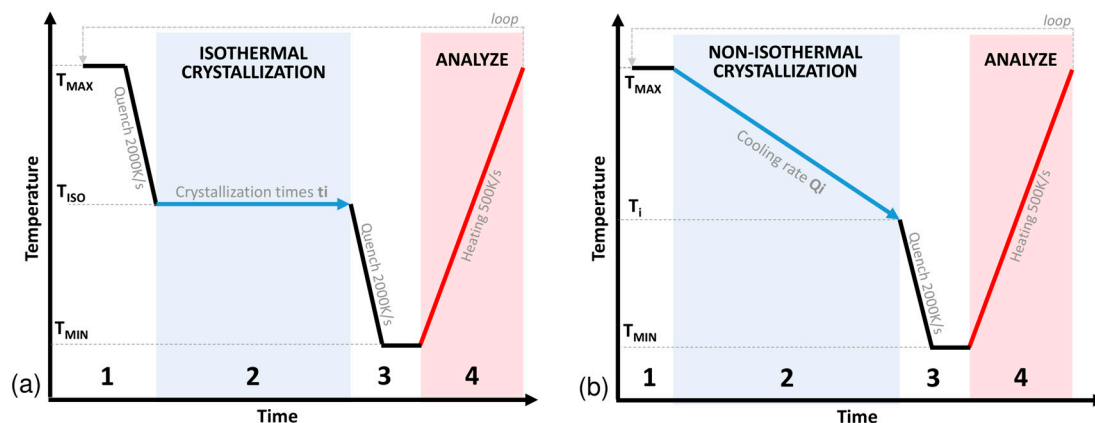 loop
ISOTHERMAL
CRYSTALLIZATION
ANALYZE
TMAX
Quench 2000K/s
Temperature
TISO
Crystallization times ti
Quench 2000K/s
Heating 500K/s
TMIN
(a)
1
2
3
4
Time
loop
NON-ISOTHERMAL
CRYSTALLIZATION
ANALYZE
TMAX
Cooling rate Qi
Temperature
Ti
Quench 2000K/s
Heating 500K/s
TMIN
(b)
1
2
3
4
Time